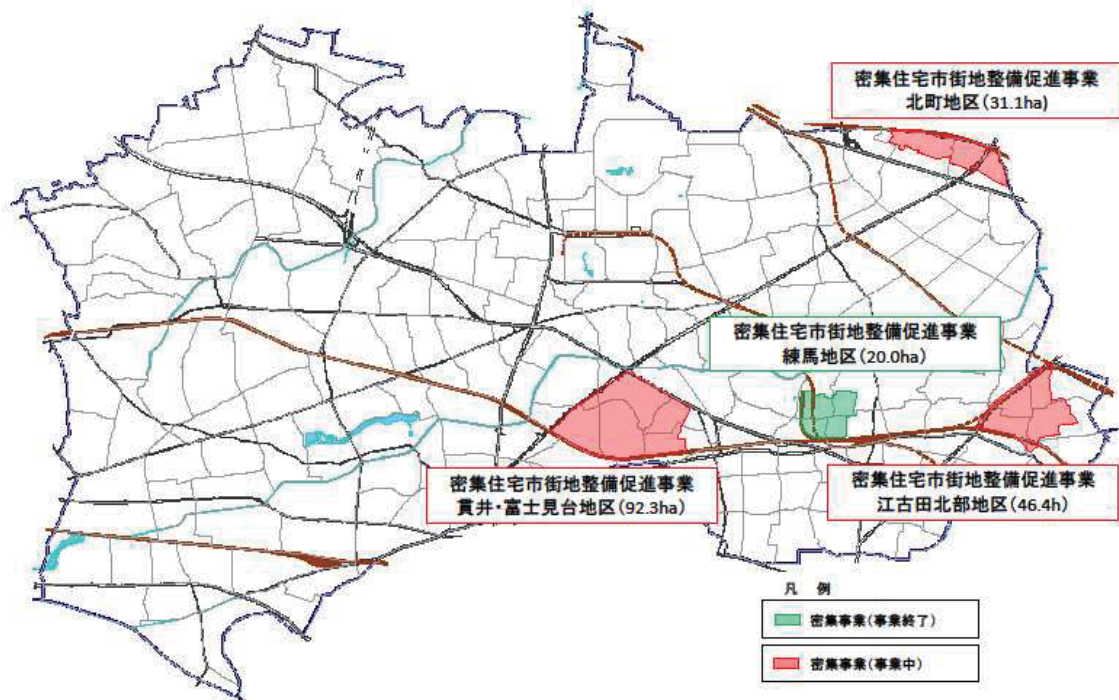 密集住宅市街地整備促進事業
北町地区(31.1ha)
密集住宅市街地整備促進事業
練馬地区(20.0ha)
密集住宅市街地整備促進事業
貫井・富士見台地区(92.3ha)
密集住宅市街地整備促進事業
江古田北部地区(46.4h)
凡 例
密集事業(事業終了)
密集事業(事業中)